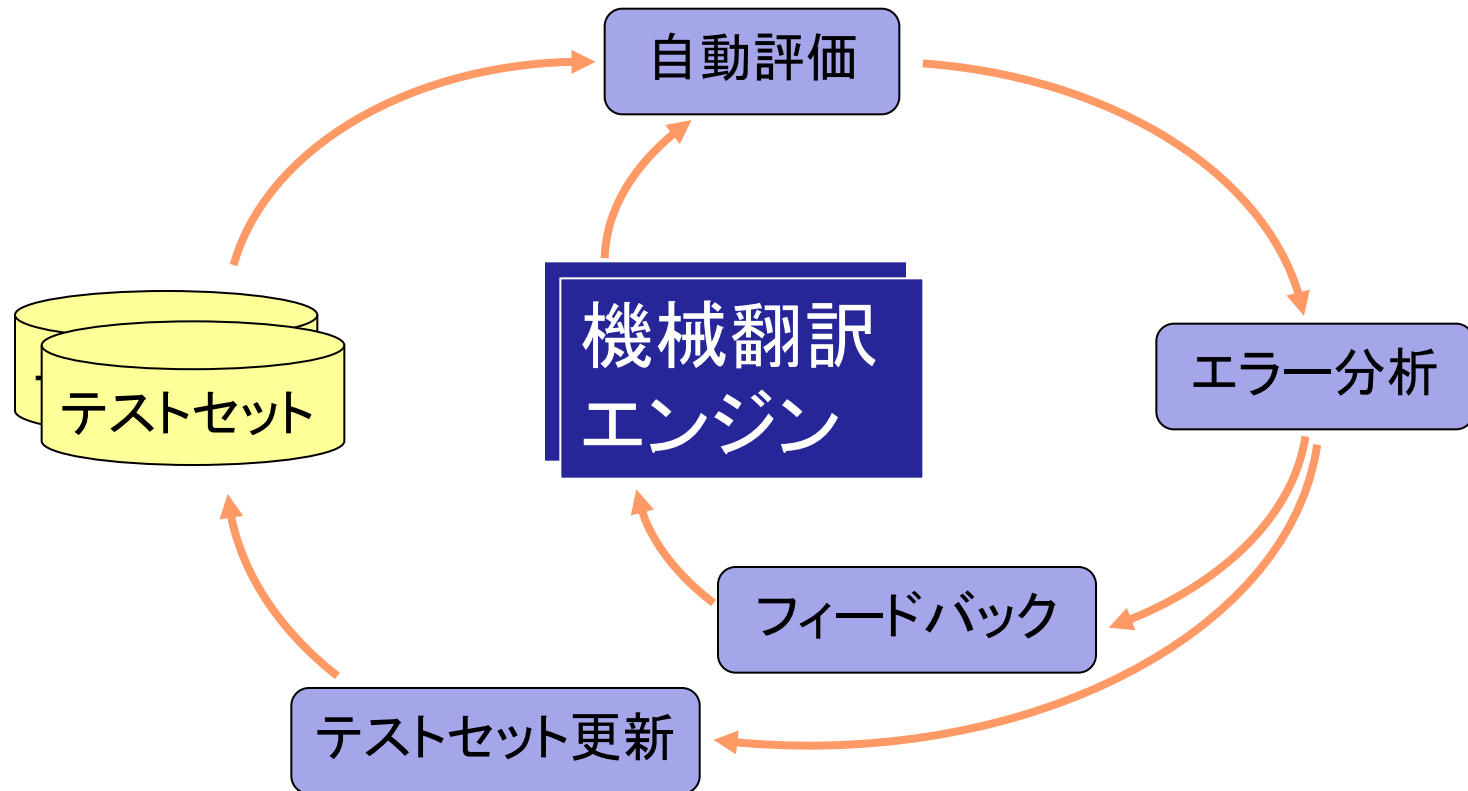 自動評価
機械翻訳
エンジン
テストセット
エラー分析
フィードバック
テストセット更新